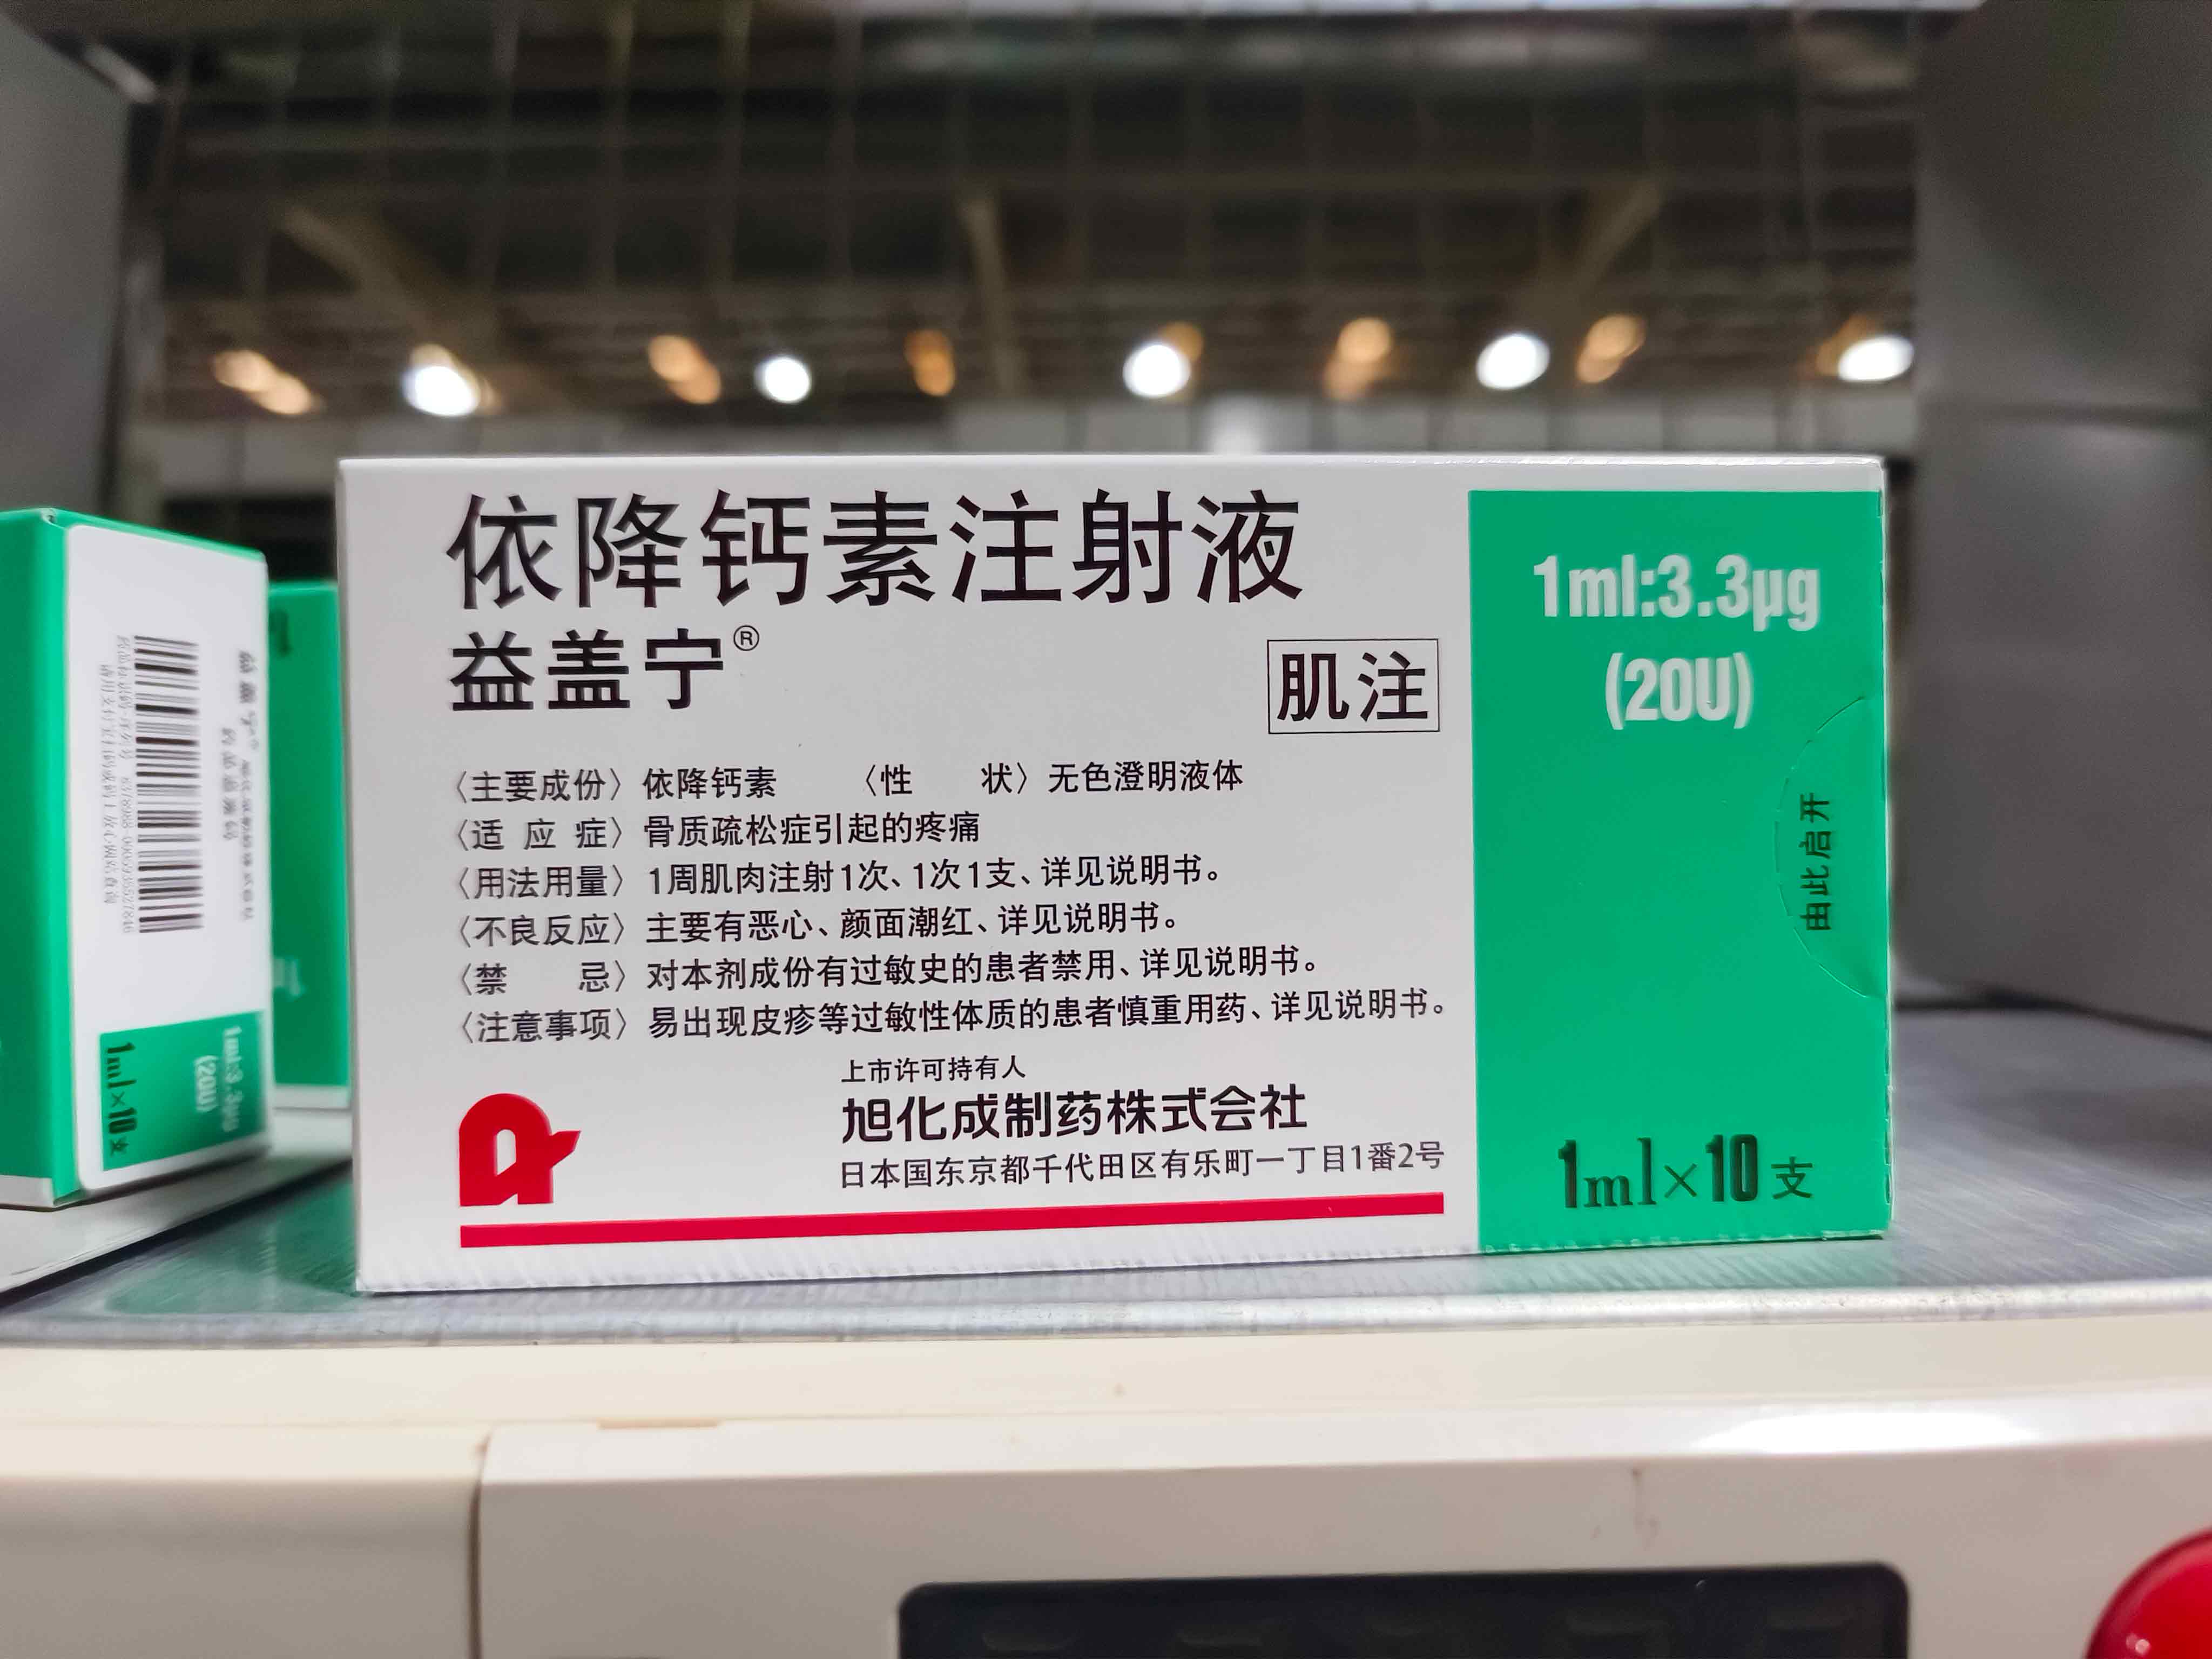 依降钙素注射液
益盖宁®
肌注
〈主要成份〉依降钙素 〈性 状〉无色澄明液体
〈适 应 症〉骨质疏松症引起的疼痛
〈用法用量〉1周肌肉注射1次、1次1支、详见说明书。
〈不良反应〉主要有恶心、颜面潮红、详见说明书。
〈禁 忌〉对本剂成份有过敏史的患者禁用、详见说明书。
〈注意事项〉易出现皮疹等过敏性体质的患者慎重用药、详见说明书。
上市许可持有人
旭化成制药株式会社
日本国东京都千代田区有乐町一丁目1番2号
1ml:3.3μg
(20U)
由此启开
1ml×10支
1ml:3.3μg
(20U)
1ml×10支